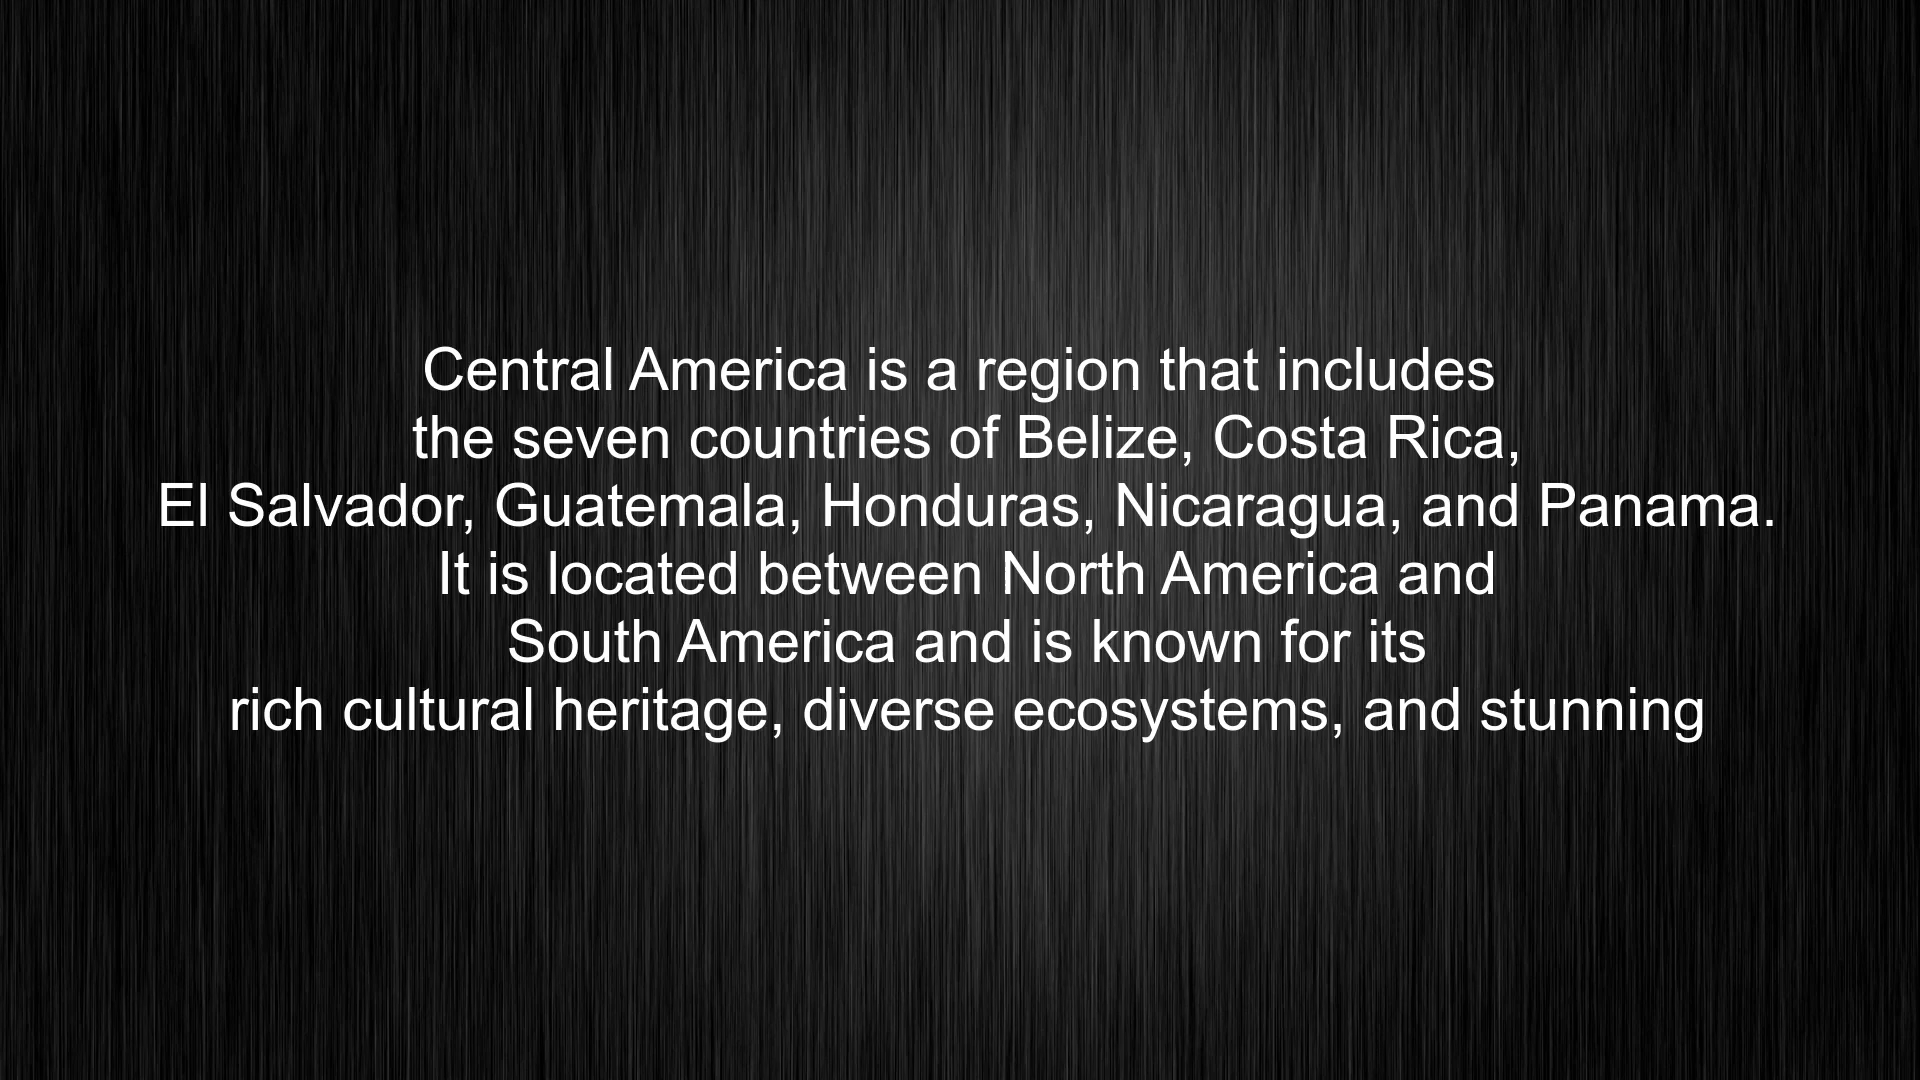 Central America is a region that includes
the seven countries of Belize, Costa Rica,
El Salvador, Guatemala, Honduras, Nicaragua, and Panama.
It is located between North America and
South America and is known for its
rich cultural heritage, diverse ecosystems, and stunning